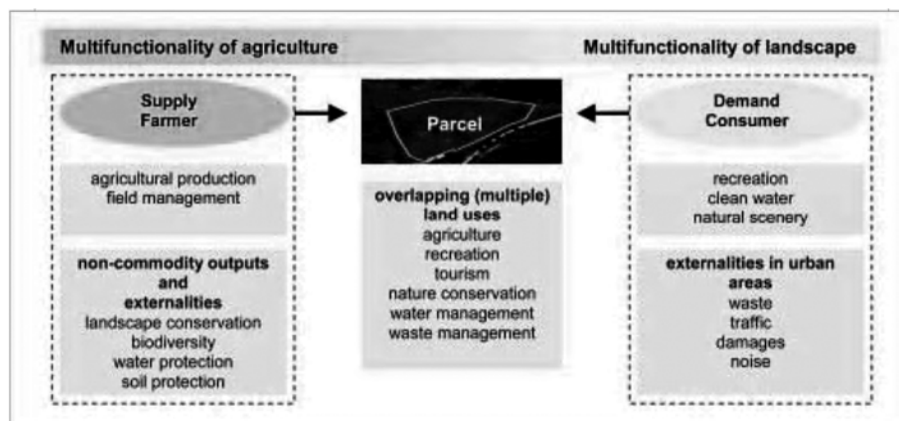 Multifunctionality of agriculture
Multifunctionality of landscape
Supply
Farmer
agricultural production
field management
non-commodity outputs
and
externalities
landscape conservation
biodiversity
water protection
soil protection
Parcel
overlapping (multiple)
land uses
agriculture
recreation
tourism
nature conservation
water management
waste management
Demand
Consumer
recreation
clean water
natural scenery
externalities in urban
areas
waste
traffic
damages
noise